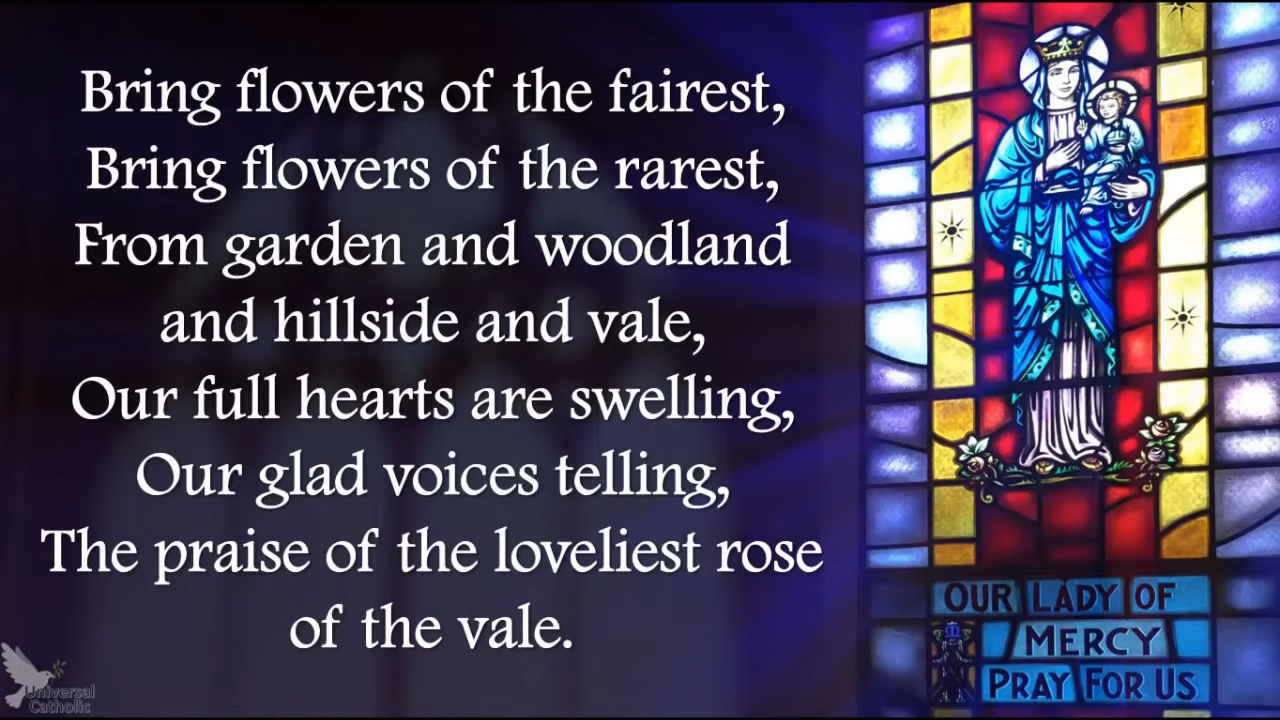 Bring flowers of the fairest,
Bring flowers of the rarest,
From garden and woodland
and hillside and vale,
Our full hearts are swelling,
Our glad voices telling,
The praise of the loveliest rose
of the vale.
OUR LADY OF
MERCY
PRAY FOR US
Universal
Catholic